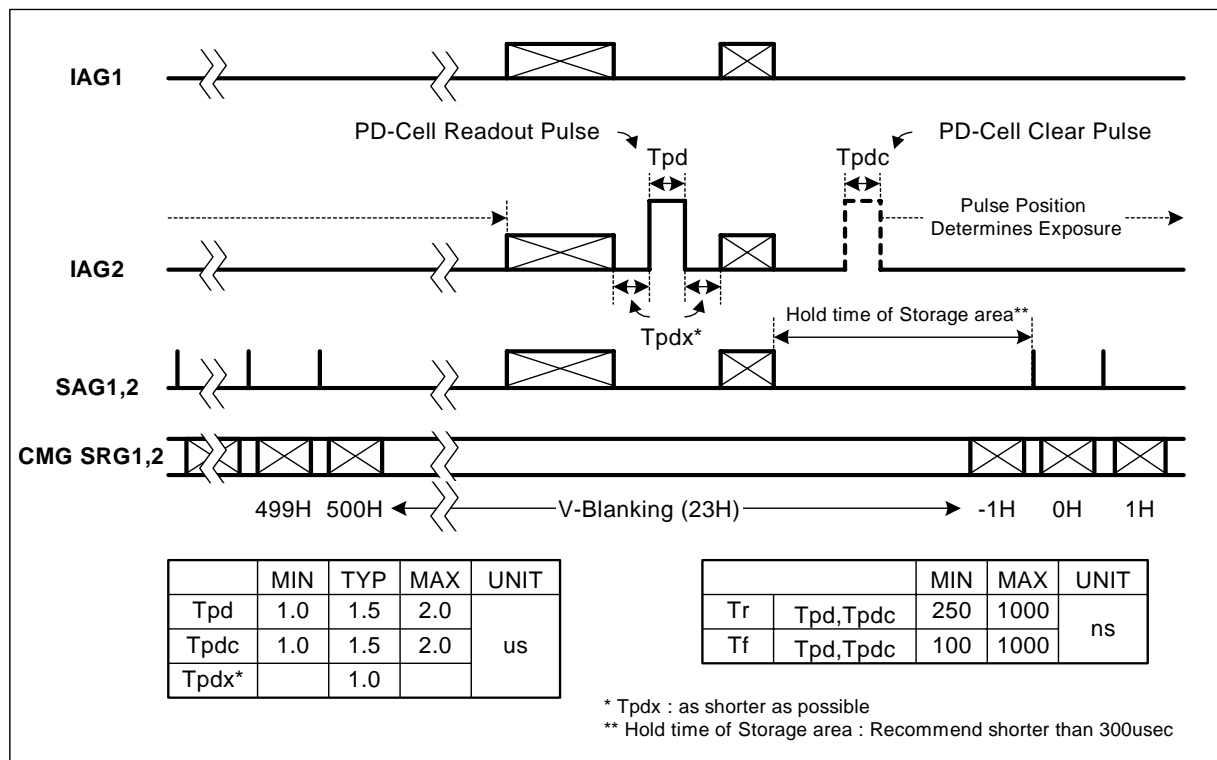 IAG1
PD-Cell Readout Pulse
Tpd
Tpdc
PD-Cell Clear Pulse
Pulse Position
Determines Exposure
IAG2
Tpdx*
Hold time of Storage area**
SAG1,2
CMG SRG1,2
499H 500H V-Blanking (23H) -1H 0H 1H
MIN TYP MAX UNIT
Tpd 1.0 1.5 2.0 us
Tpdc 1.0 1.5 2.0
Tpdx* 1.0
MIN MAX UNIT
Tr Tpd,Tpdc 250 1000 ns
Tf Tpd,Tpdc 100 1000
* Tpdx : as shorter as possible
** Hold time of Storage area : Recommend shorter than 300usec